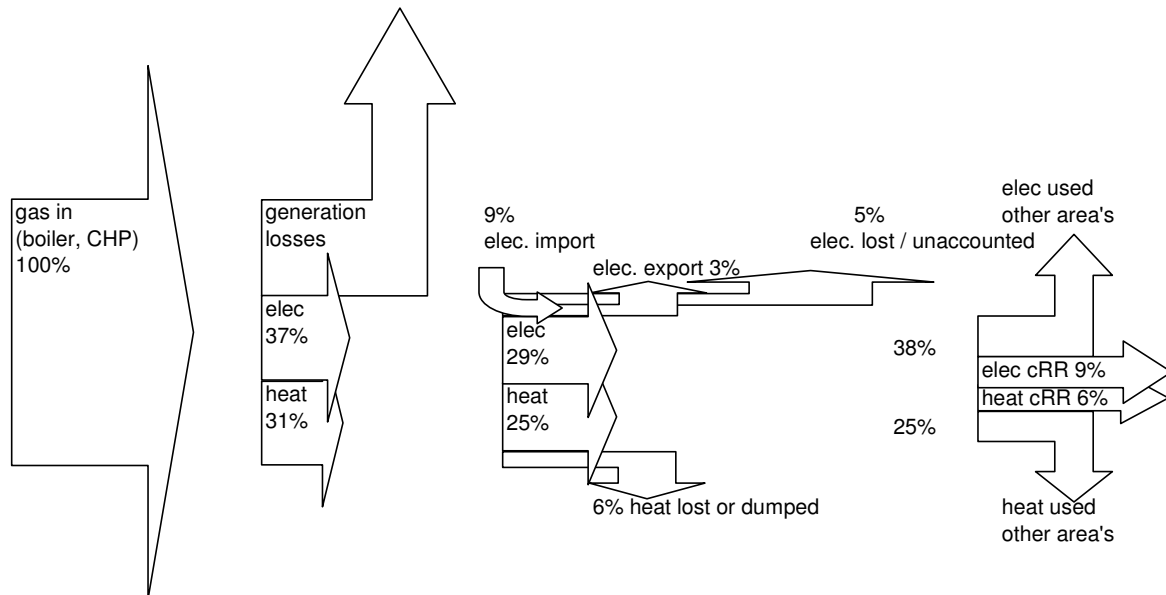 gas in
(boiler, CHP)
100%
generation
losses
elec
37%
heat
31%
9%
elec. import
elec. export 3%
5%
elec. lost / unaccounted
elec
29%
heat
25%
6% heat lost or dumped
38%
25%
elec used
other area's
elec cRR 9%
heat cRR 6%
heat used
other area's